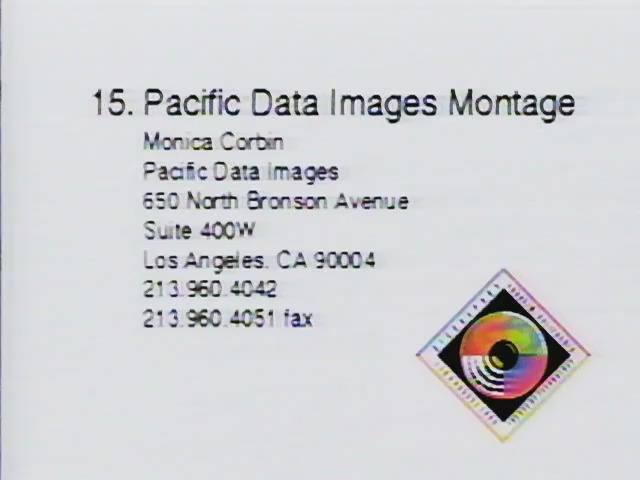 15. Pacific Data Images Montage
Monica Corbin
Pacific Data Images
650 North Bronson Avenue
Suite 400W
Los Angeles, CA 90004
213.960.4042
213.960.4051 fax